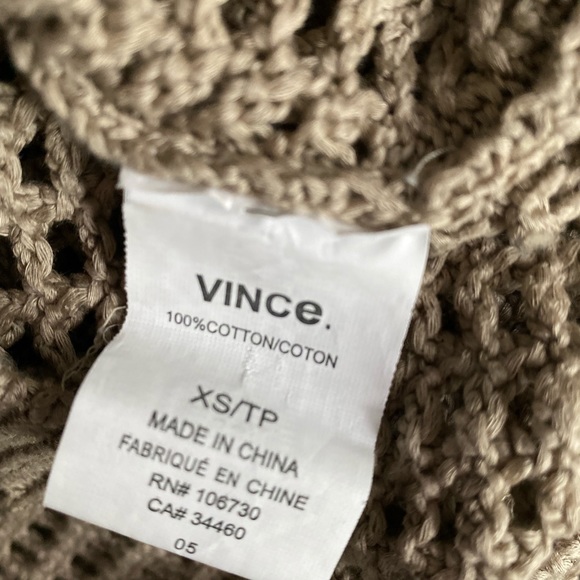 VINCe.
100%COTTON/COTON
XS/TP
MADE IN CHINA
FABRIQUÉ EN CHINE
RN# 106730
CA# 34460
05